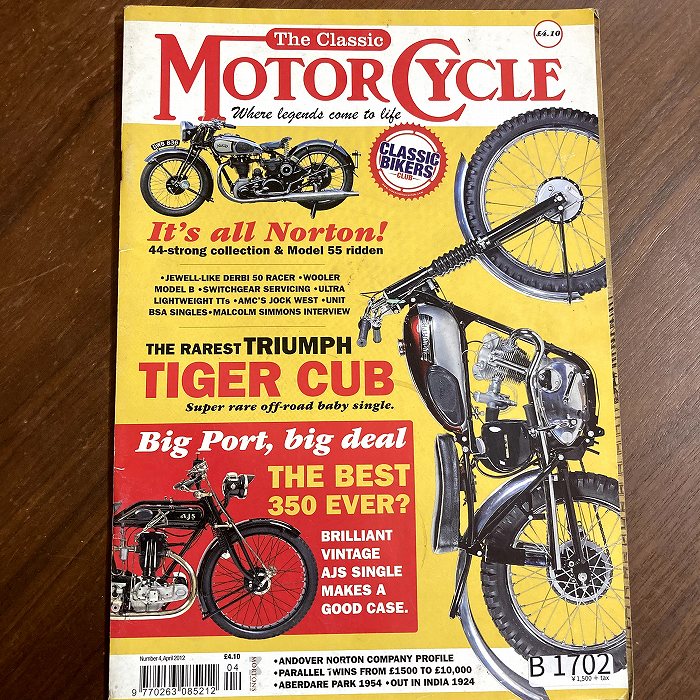 The Classic
MOTORCYCLE
£4.10
Where legends come to life
CLASSIC
BIKERS'
CLUB
It's all Norton!
44-strong collection & Model 55 ridden
•JEWELL-LIKE DERBI 50 RACER •WOOLER
MODEL B •SWITCHGEAR SERVICING •ULTRA
LIGHTWEIGHT TTs •AMC'S JOCK WEST •UNIT
BSA SINGLES•MALCOLM SIMMONS INTERVIEW
THE RAREST TRIUMPH
TIGER CUB
Super rare off-road baby single.
Big Port, big deal
THE BEST
350 EVER?
BRILLIANT
VINTAGE
AJS SINGLE
MAKES A
GOOD CASE.
AJS
Number 4, April 2012
£4.10
04
9 770263 085212
MORTONS
•ANDOVER NORTON COMPANY PROFILE
•PARALLEL TWINS FROM £1500 TO £10,000
•ABERDARE PARK 1954 •OUT IN INDIA 1924
B 1702
¥1,500 + tax